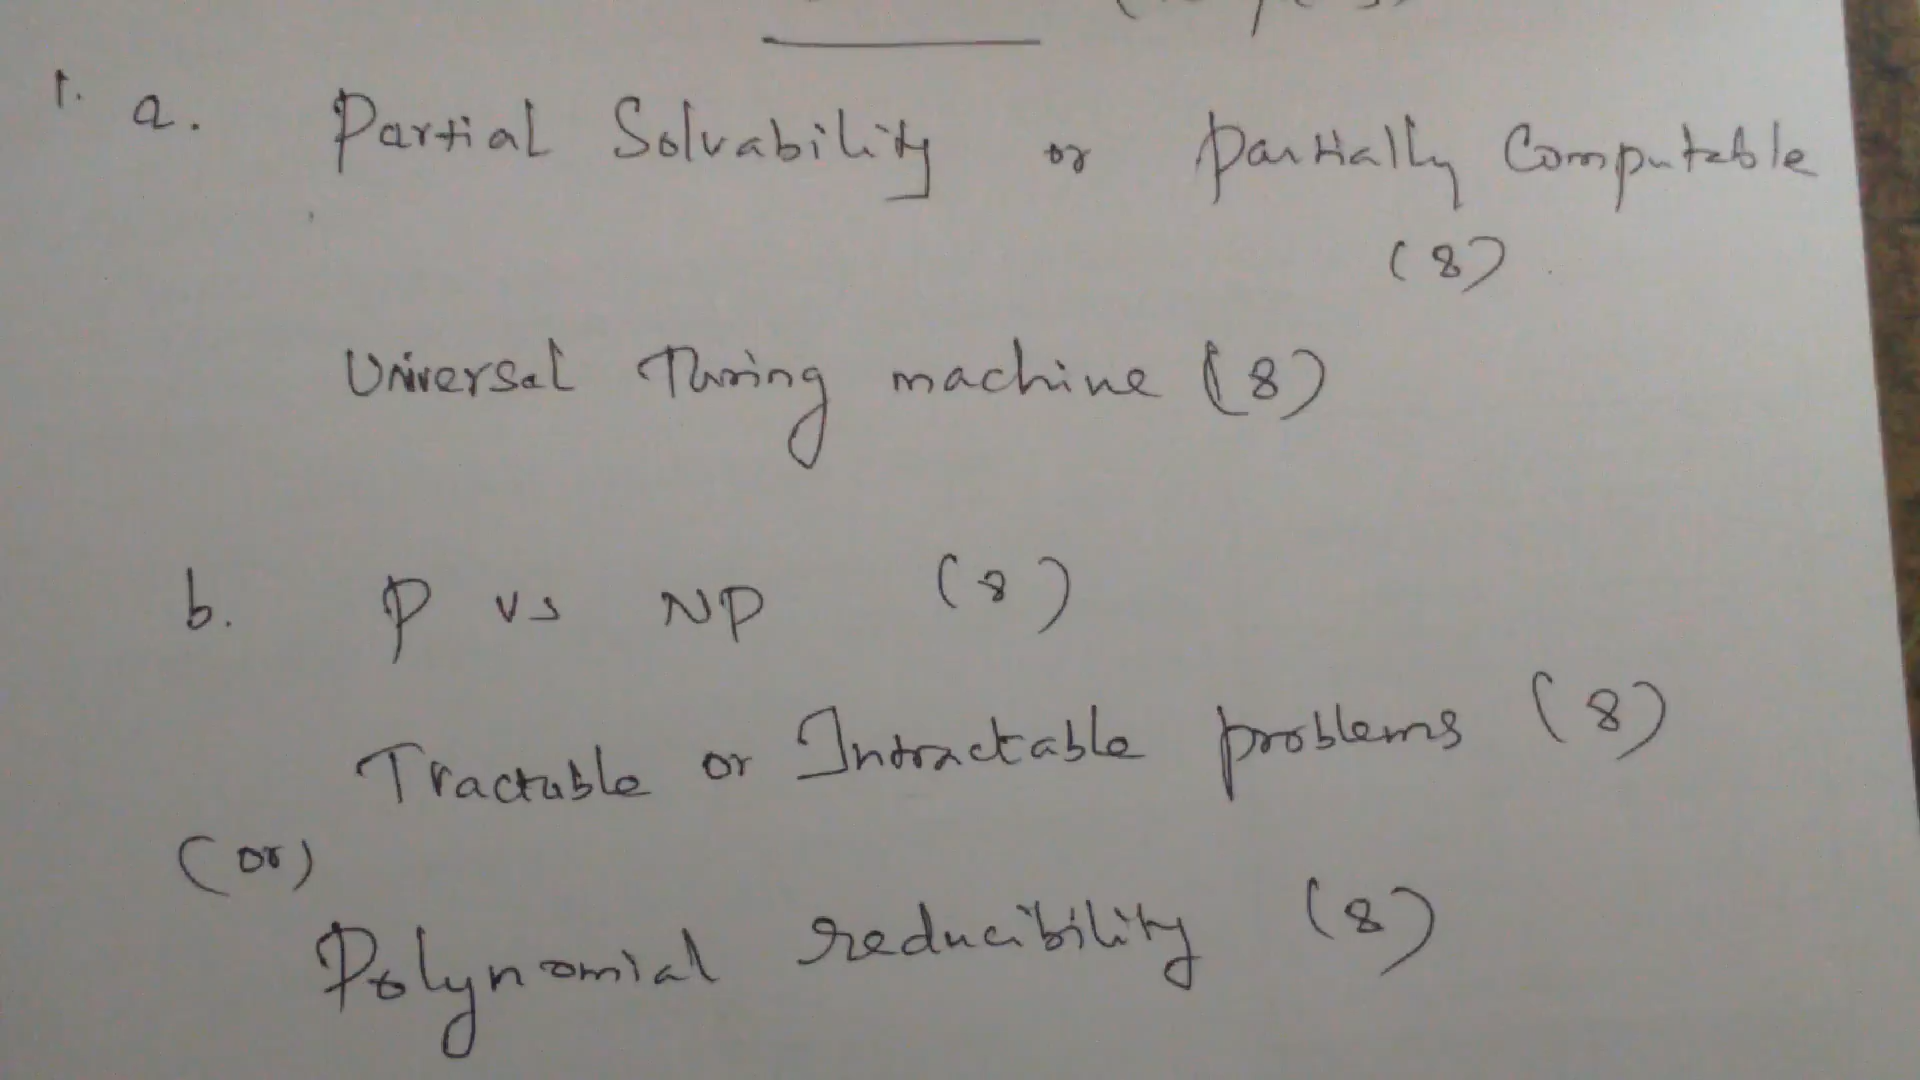 1. a. Partial Solvability or partially Computable
(8)
Universal Turing machine (8)
b. P vs NP (8)
Tractable or Intractable problems (8)
(or)
Polynomial reducibility (8)